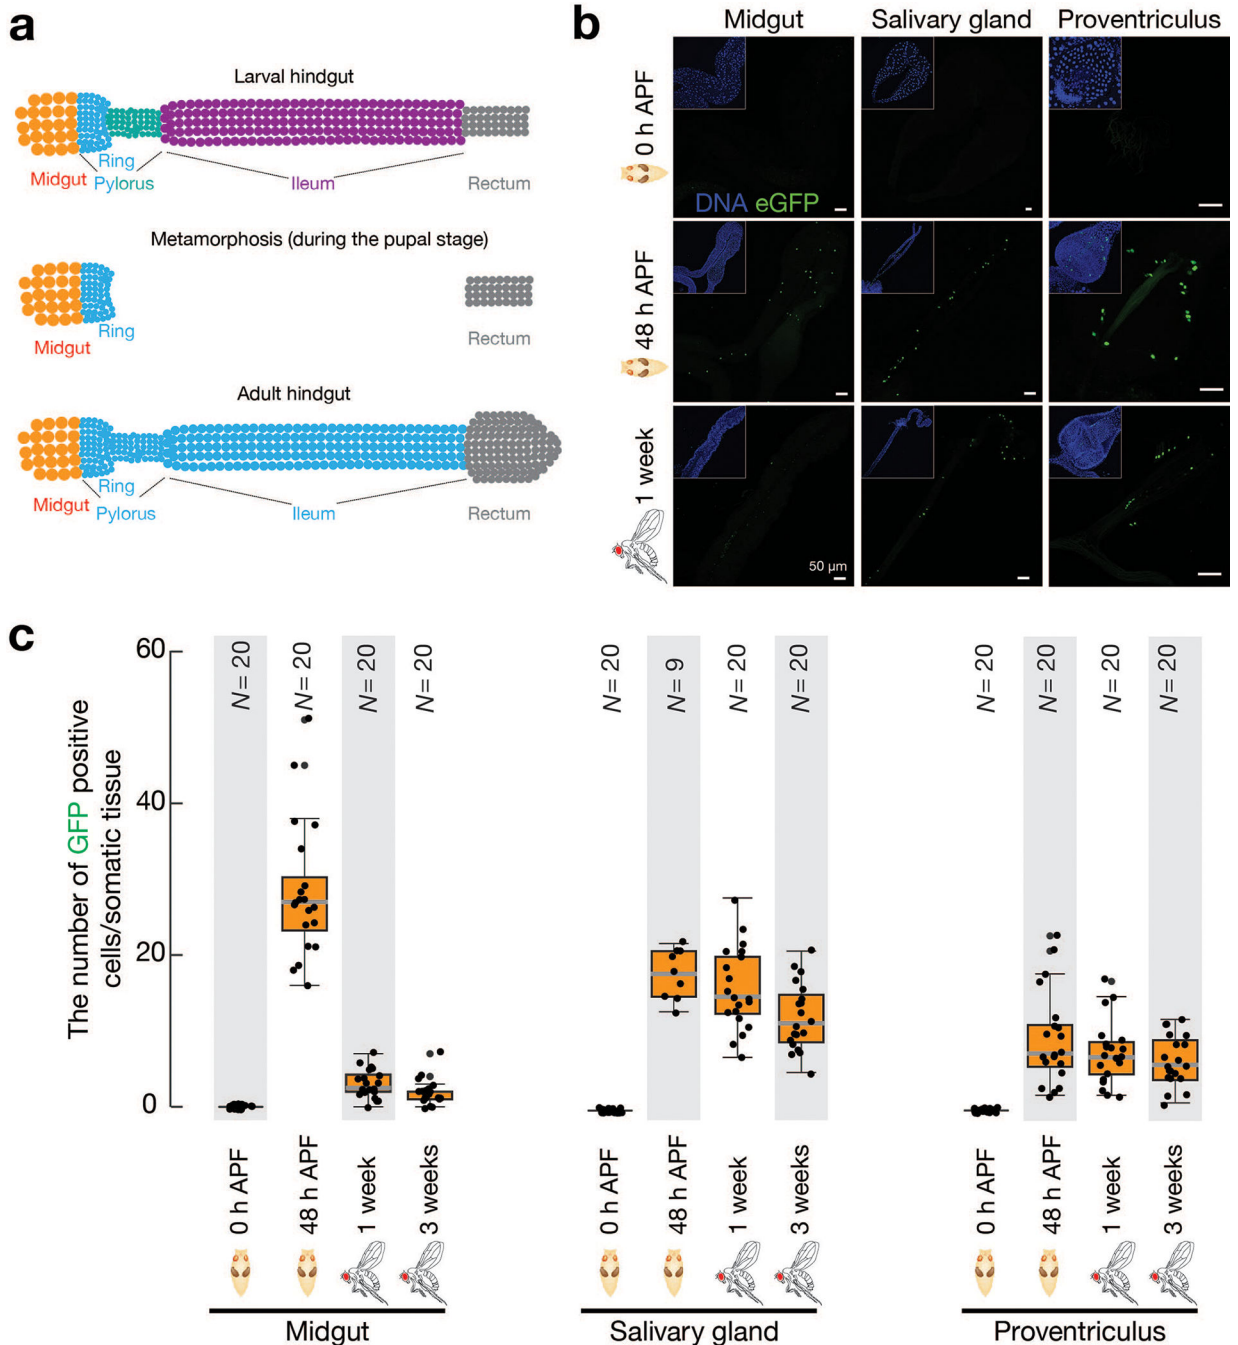 a
Larval hindgut
Ring
Midgut Pylorus Ileum Rectum
Metamorphosis (during the pupal stage)
Ring
Midgut Rectum
Adult hindgut
Ring
Midgut Pylorus Ileum Rectum
b
Midgut Salivary gland Proventriculus
0 h APF
DNA eGFP
48 h APF
1 week
50 µm
c
The number of GFP positive
cells/somatic tissue
60
40
20
0
N = 20 N = 20 N = 20 N = 20
N = 20 N = 9 N = 20 N = 20
N = 20 N = 20 N = 20 N = 20
0 h APF 48 h APF 1 week 3 weeks
0 h APF 48 h APF 1 week 3 weeks
0 h APF 48 h APF 1 week 3 weeks
Midgut Salivary gland Proventriculus